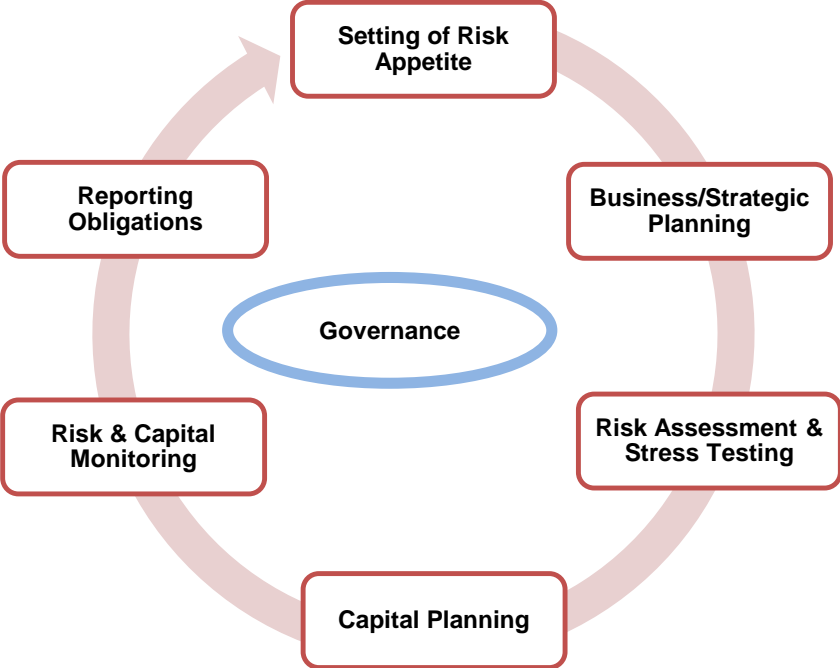 Setting of Risk
Appetite
Business/Strategic
Planning
Risk Assessment &
Stress Testing
Capital Planning
Risk & Capital
Monitoring
Reporting
Obligations
Governance